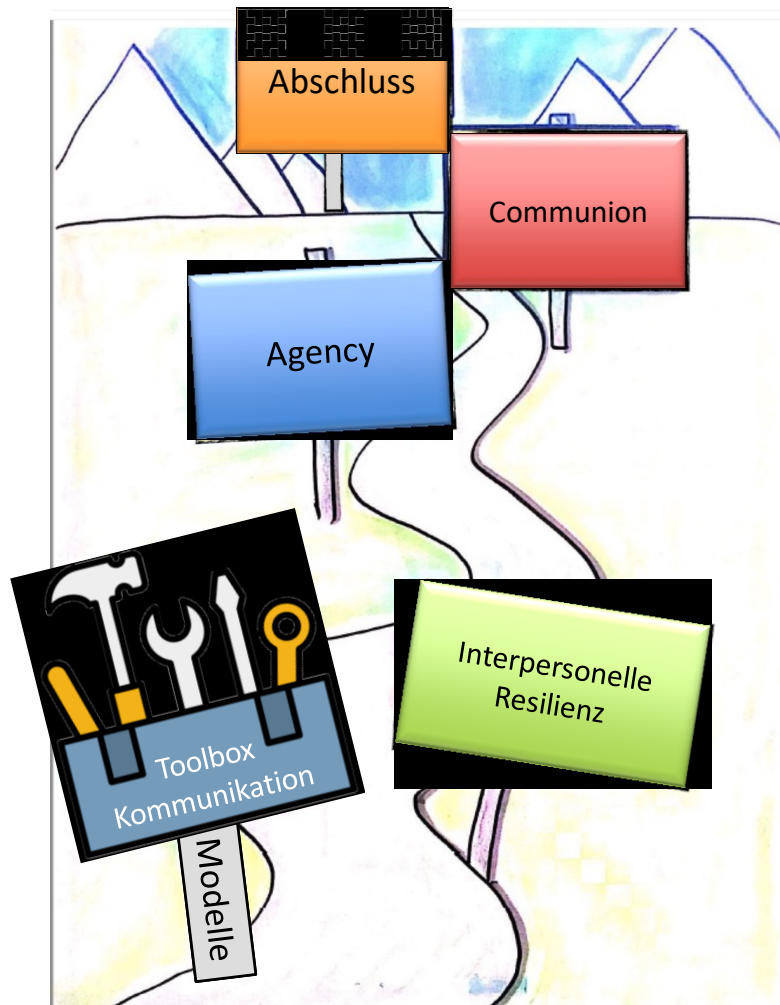 Abschluss
Communion
Agency
Interpersonelle
Resilienz
Toolbox
Kommunikation
Modelle